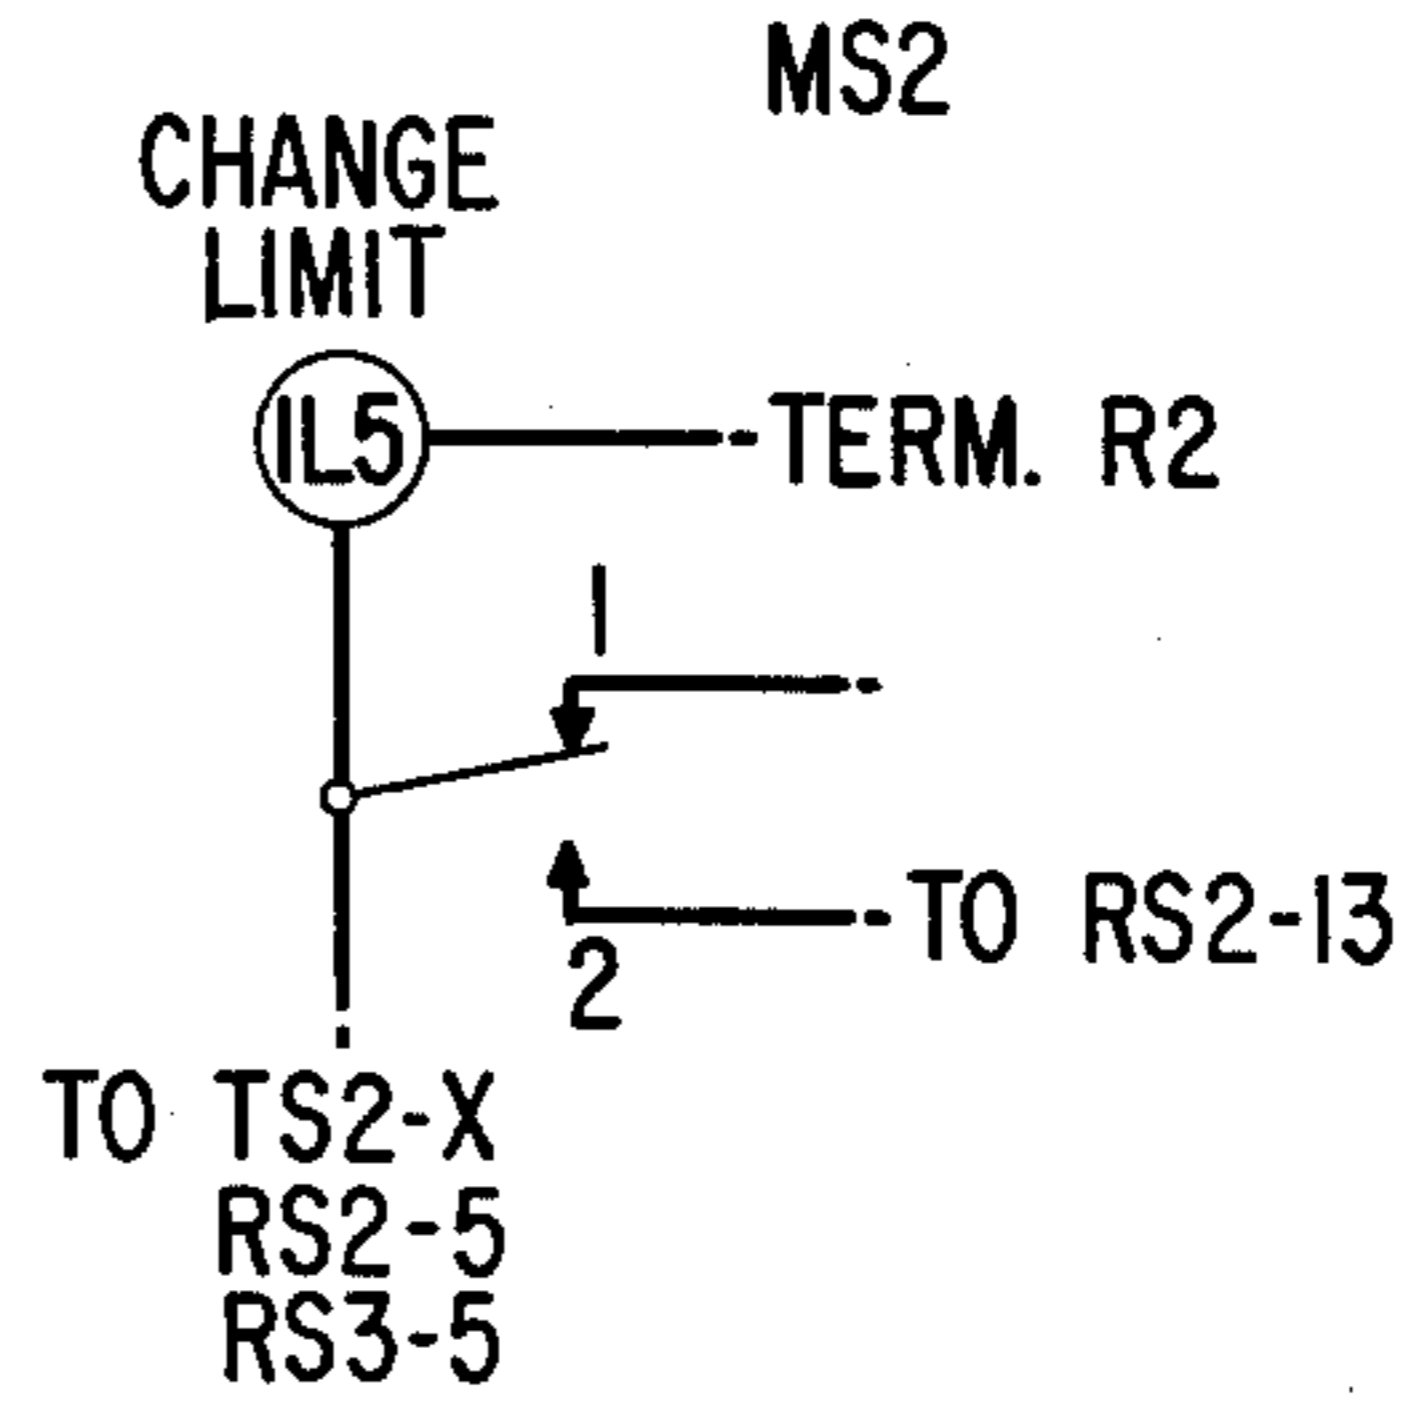 MS2
CHANGE
LIMIT
IL5
TERM. R2
1
TO RS2-13
2
TO TS2-X
RS2-5
RS3-5